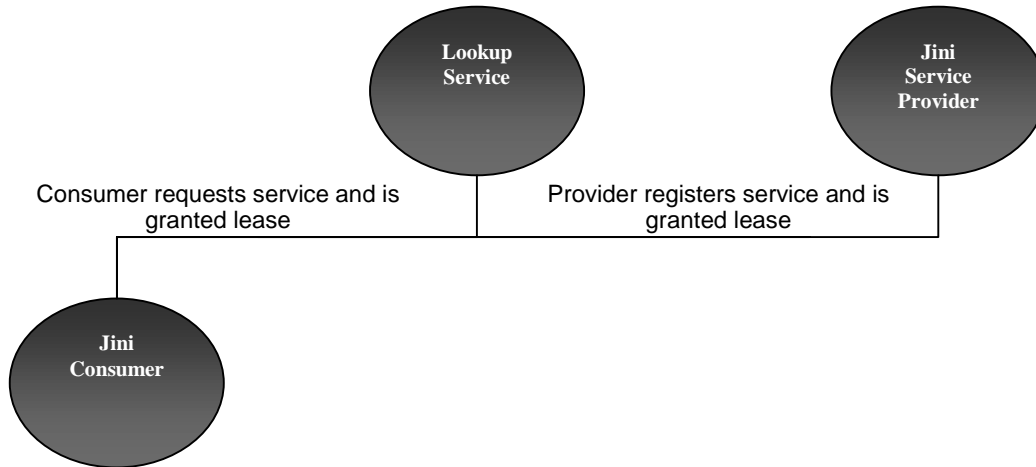 Lookup
Service
Jini
Service
Provider
Consumer requests service and is
granted lease
Provider registers service and is
granted lease
Jini
Consumer